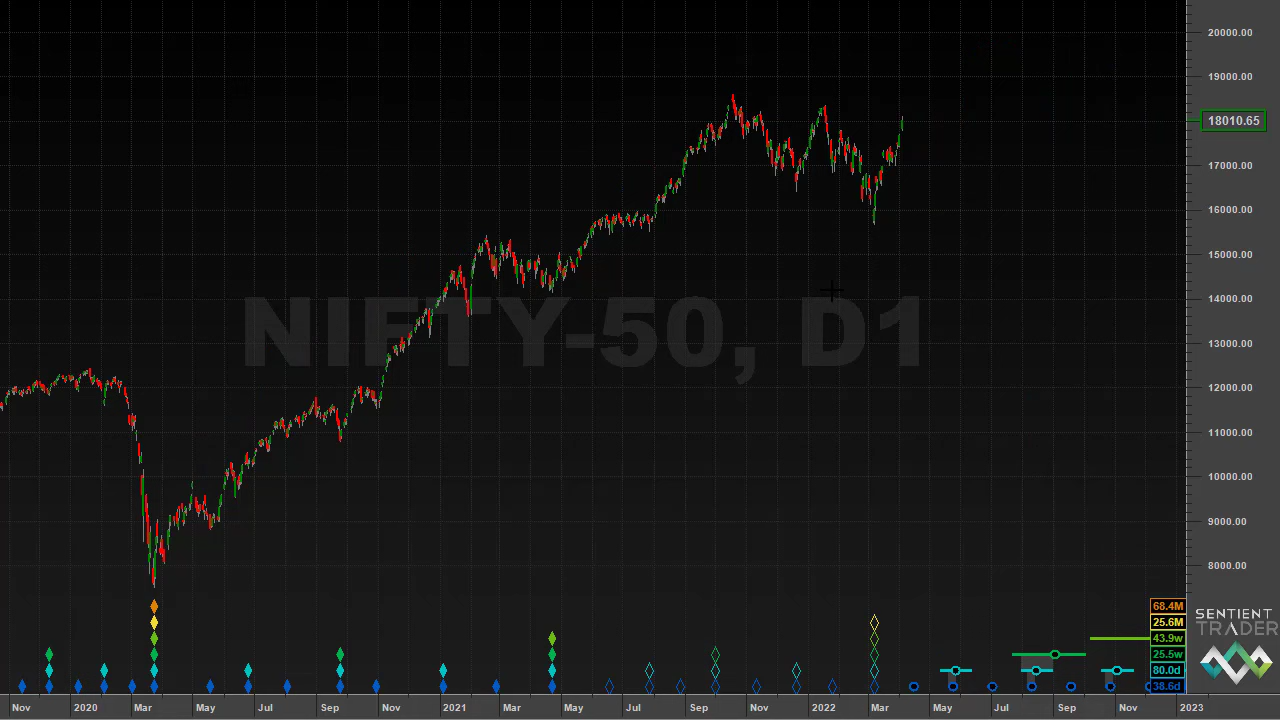 NIFTY-50, D1
20000.00
19000.00
18010.65
17000.00
16000.00
15000.00
14000.00
13000.00
12000.00
11000.00
10000.00
9000.00
8000.00
68.4M
25.6M
43.9w
25.5w
80.0d
38.6d
SENTIENT
TRADER
Nov 2020 Mar May Jul Sep Nov 2021 Mar May Jul Sep Nov 2022 Mar May Jul Sep Nov 2023